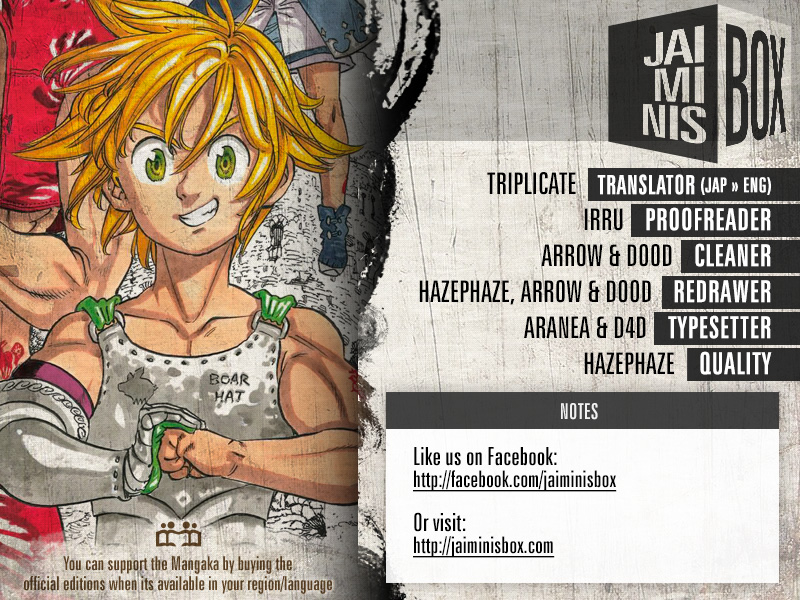 JAI
MI
NIS
BOX
TRIPLICATE TRANSLATOR (JAP » ENG)
IRRU PROOFREADER
ARROW & DOOD CLEANER
HAZEPHAZE, ARROW & DOOD REDRAWER
ARANEA & D4D TYPESETTER
HAZEPHAZE QUALITY
BOAR
HAT
NOTES
Like us on Facebook:
http://facebook.com/jaiminisbox
Or visit:
http://jaiminisbox.com
You can support the Mangaka by buying the
official editions when its available in your region/language